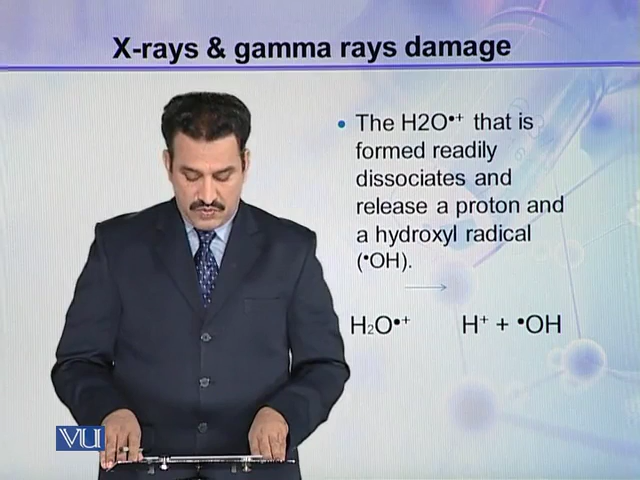 X-rays & gamma rays damage
• The H2O•+ that is
formed readily
dissociates and
release a proton and
a hydroxyl radical
(•OH).
→
H₂O•+ H⁺ + •OH
VU